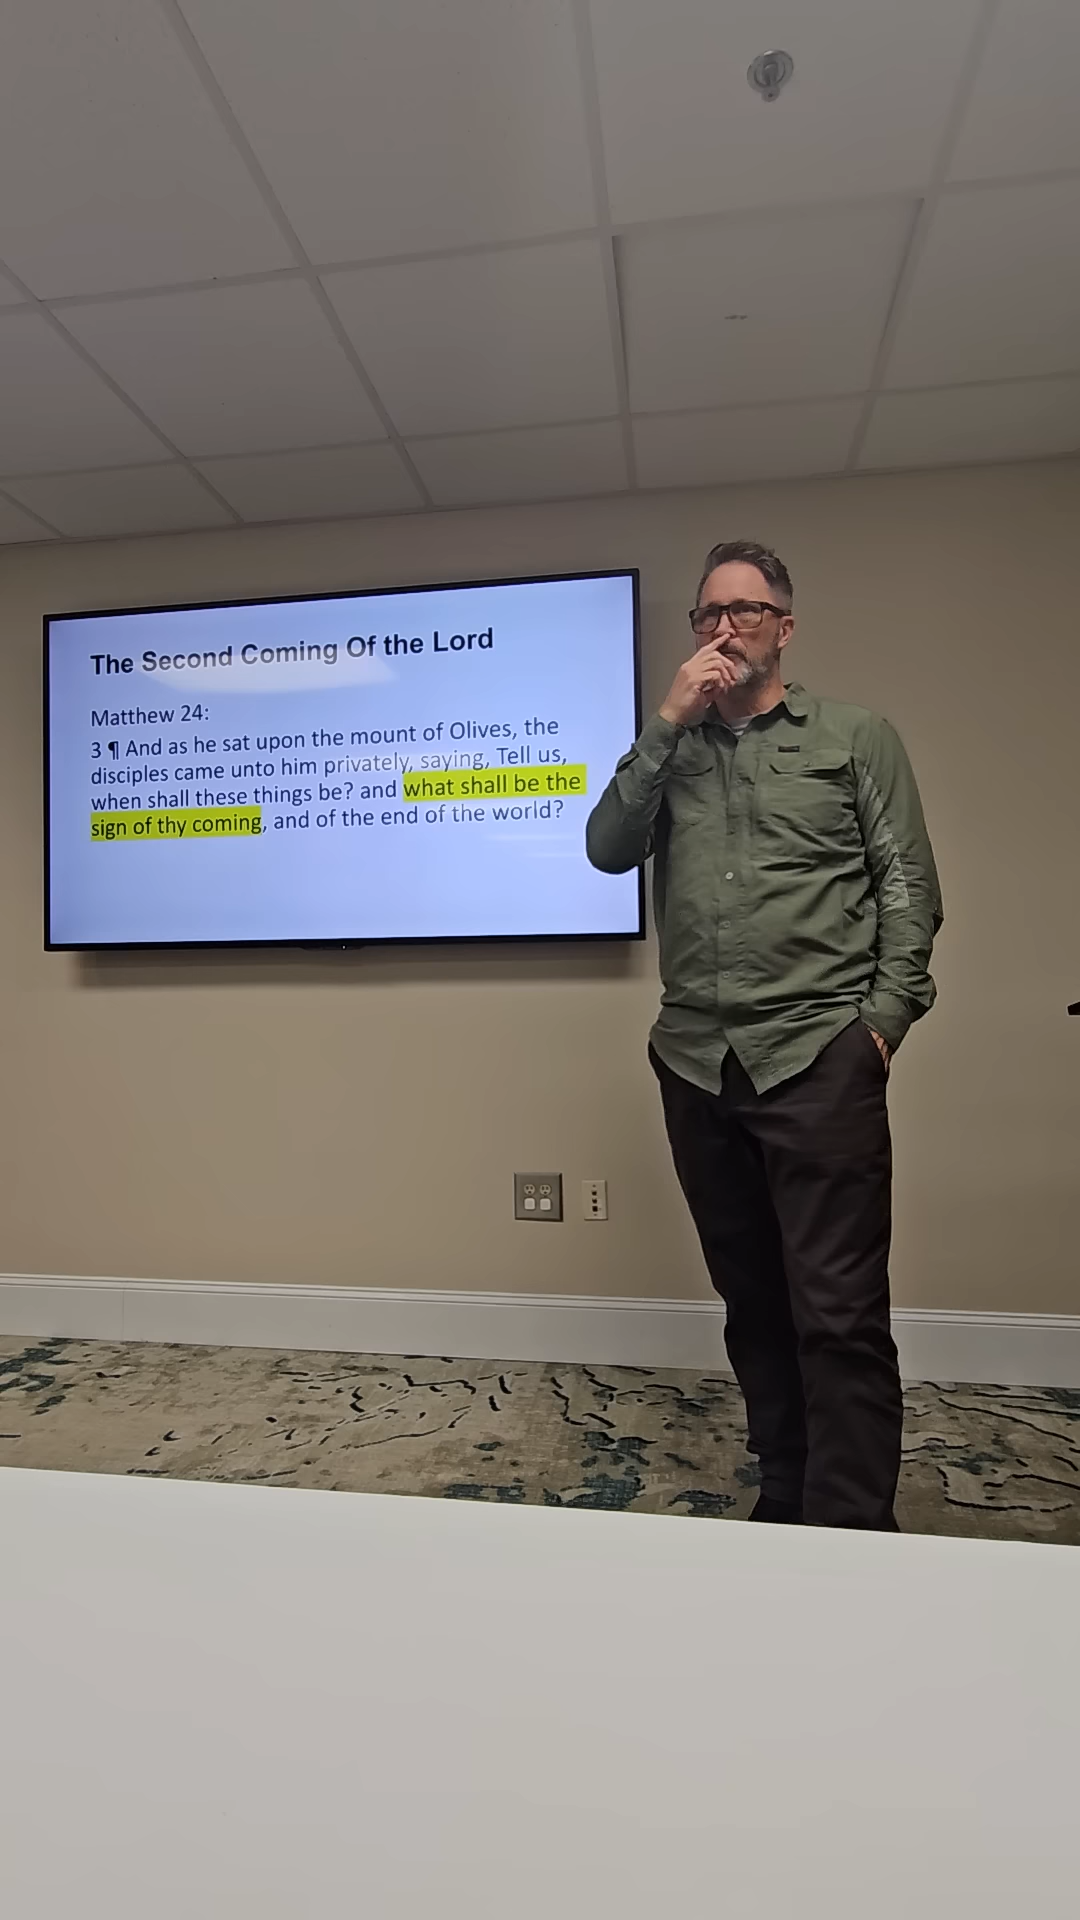 The Second Coming Of the Lord
Matthew 24:
3 ¶ And as he sat upon the mount of Olives, the
disciples came unto him privately, saying, Tell us,
when shall these things be? and what shall be the
sign of thy coming, and of the end of the world?